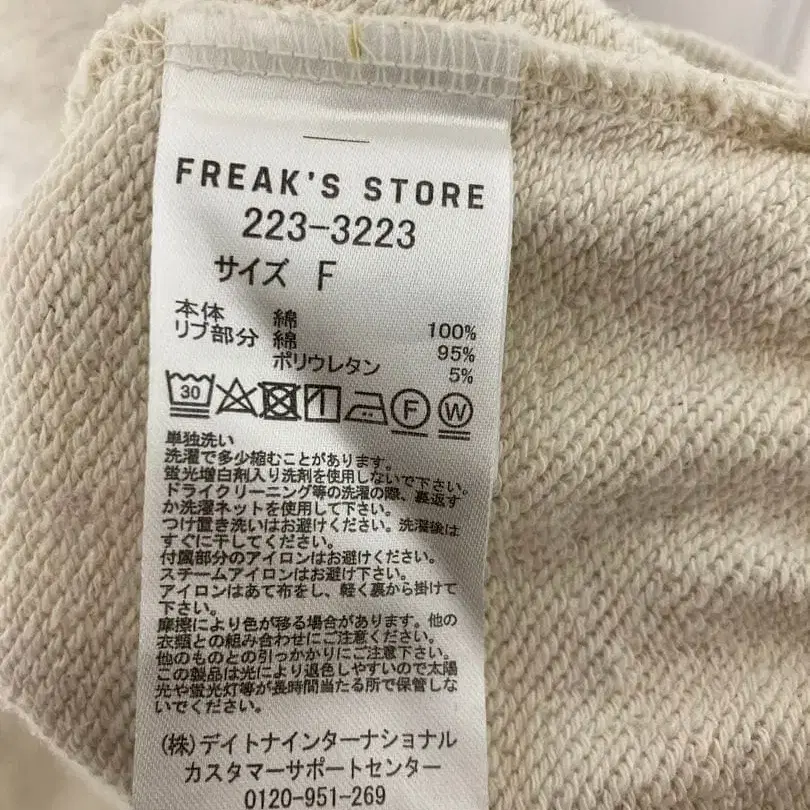 FREAK'S STORE
223-3223
サイズ F
本体 綿 100%
リブ部分 綿 95%
ポリウレタン 5%
30 F W
単独洗い
洗濯で多少縮むことがあります。
蛍光増白剤入り洗剤を使用しないで下さい。
ドライクリーニング等の洗濯の際、裏返す
か洗濯ネットを使用して下さい。
つけ置き洗いはお避けください。洗濯後は
すぐに干してください。
付属部分のアイロンはお避けください。
スチームアイロンはお避け下さい。
アイロンはあて布をし、軽く裏から掛けて
下さい。
摩擦により色が移る場合があります。他の
衣類との組み合わせにご注意ください。
他のものとの引っかかりにご注意下さい。
この製品は光により退色しやすいので太陽
光や蛍光灯等が長時間当たる所で保管しな
いでください。
(株)デイトナインターナショナル
カスタマーサポートセンター
0120-951-269